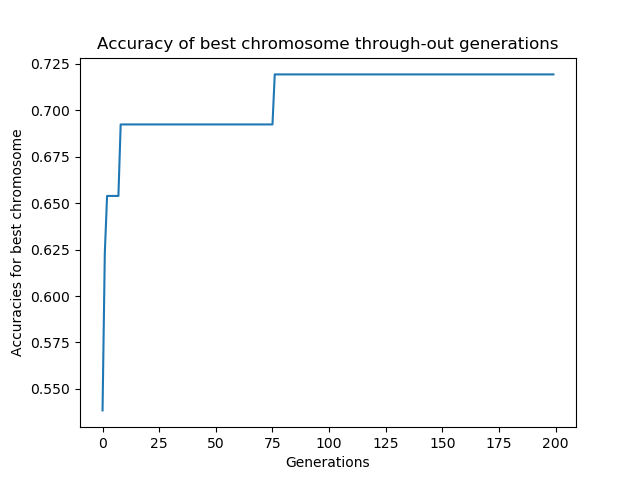 Accuracy of best chromosome through-out generations
0.725
0.700
0.675
0.650
0.625
0.600
0.575
0.550
Accuracies for best chromosome
0 25 50 75 100 125 150 175 200
Generations